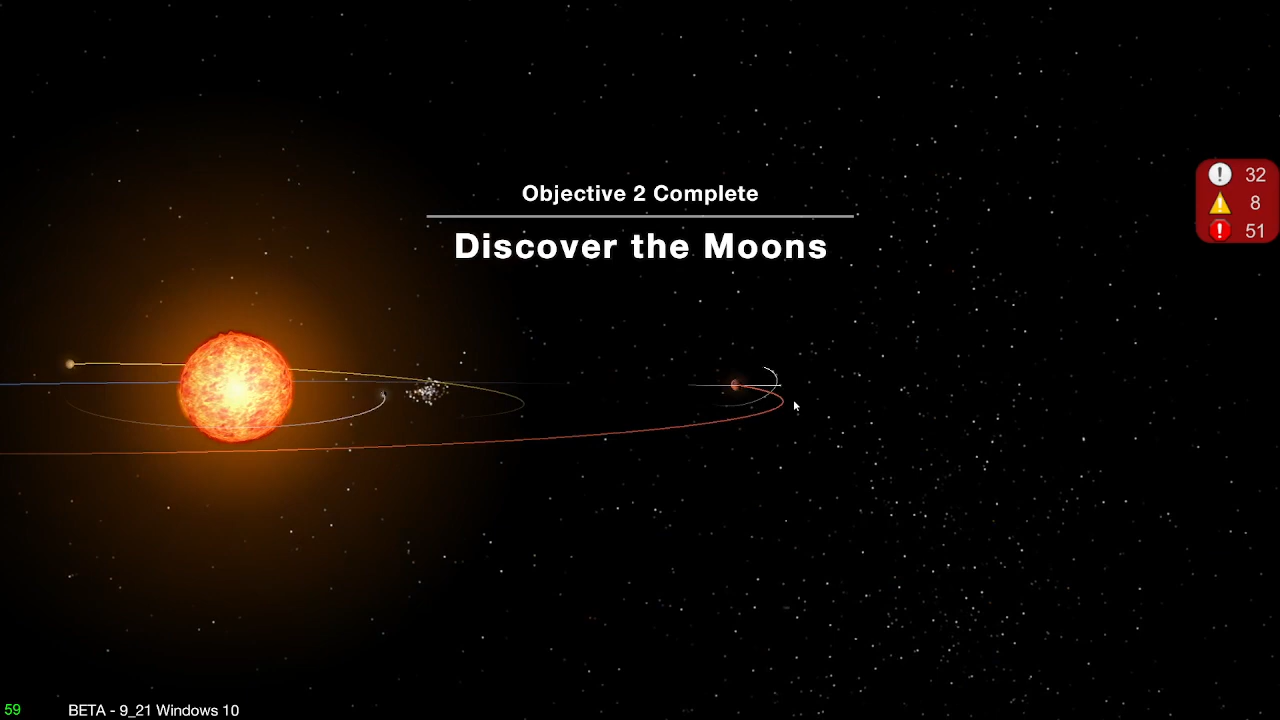 Objective 2 Complete
Discover the Moons
32
8
51
59
BETA - 9_21 Windows 10